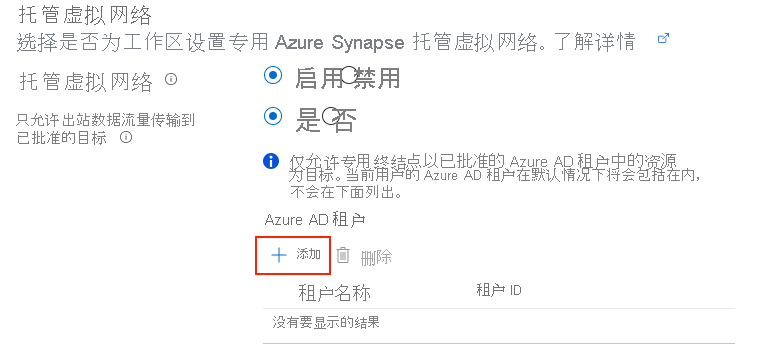 托管虚拟网络
选择是否为工作区设置专用 Azure Synapse 托管虚拟网络。了解详情
托管虚拟网络
启用 禁用
只允许出站数据流量传输到
已批准的目标
是 否
仅允许专用终结点以已批准的 Azure AD 租户中的资源
为目标。当前用户的 Azure AD 租户在默认情况下将会包括在内，
不会在下面列出。
Azure AD 租户
添加 删除
租户名称 租户 ID
没有要显示的结果